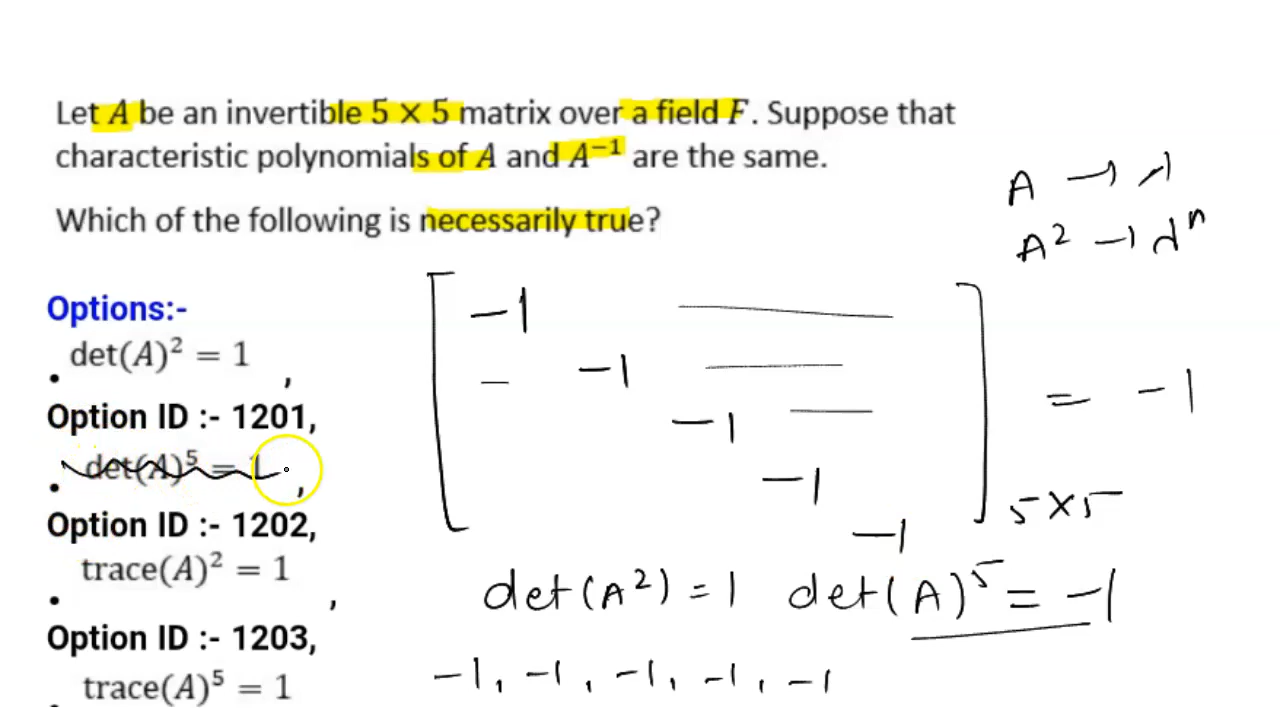 Let A be an invertible 5 × 5 matrix over a field F. Suppose that
characteristic polynomials of A and A⁻¹ are the same.
Which of the following is necessarily true?
A → λ
A² → λⁿ
Options:-
• det(A)² = 1 ,
Option ID :- 1201,
• det(A)⁵ = 1 ,
Option ID :- 1202,
• trace(A)² = 1 ,
Option ID :- 1203,
• trace(A)⁵ = 1
[ -1
- -1
-1
-1
-1 ] 5×5 = -1
det(A²) = 1 det(A)⁵ = -1
-1, -1, -1, -1, -1